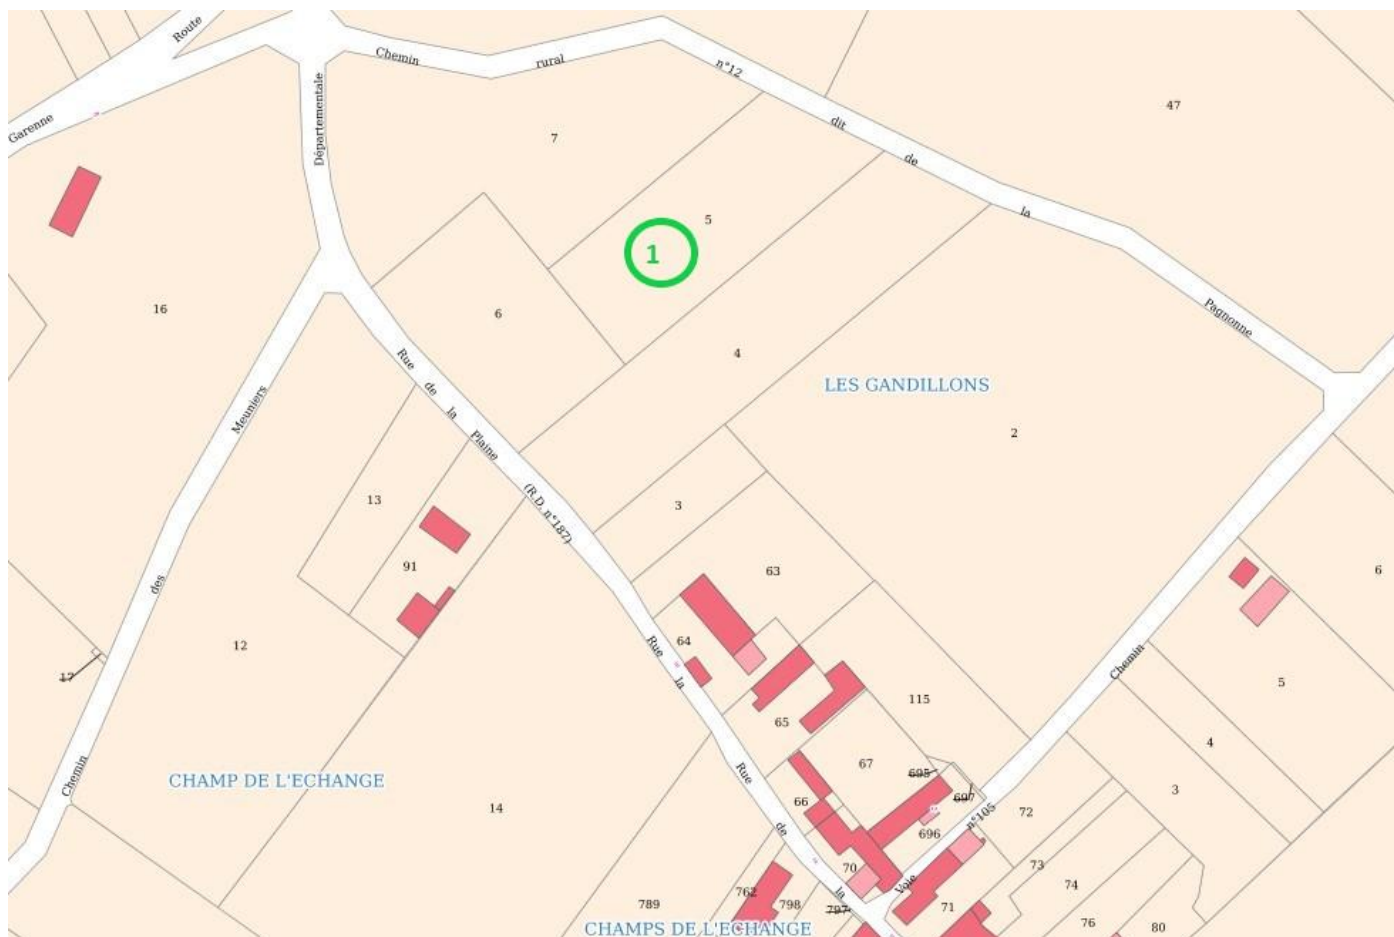 Route
Garenne
Départementale
Chemin rural n°12 dit de la Pagnonne
47
7
5
1
16
6
4
LES GANDILLONS
2
Rue de la Plaine (R.D. n°187)
Chemin des Meuniers
13
3
91
63
6
12
64
17
5
115
65
Chemin
4
67
CHAMP DE L'ECHANGE
695
697
3
14
66
696
n°105
72
Rue la
Rue de la
70
73
Voie
74
789
762
798
797
71
76
80
CHAMPS DE L'ECHANGE